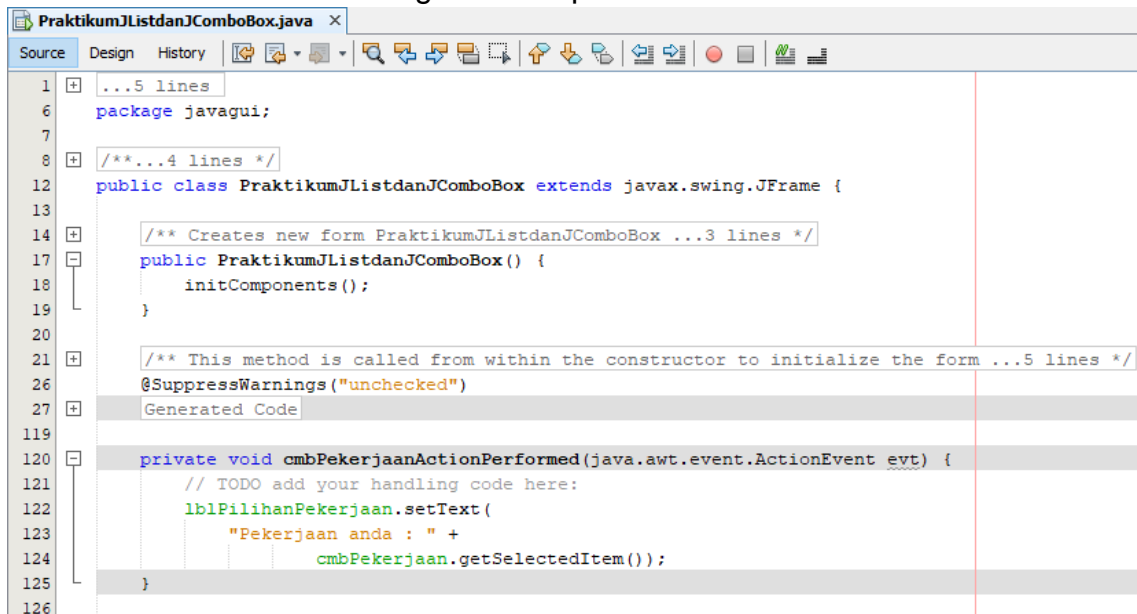 PraktikumJListdanJComboBox.java ×
Source Design History
1 ...5 lines
6 package javagui;
7
8 /**...4 lines */
12 public class PraktikumJListdanJComboBox extends javax.swing.JFrame {
13
14 /** Creates new form PraktikumJListdanJComboBox ...3 lines */
17 public PraktikumJListdanJComboBox() {
18 initComponents();
19 }
20
21 /** This method is called from within the constructor to initialize the form ...5 lines */
26 @SuppressWarnings("unchecked")
27 Generated Code
119
120 private void cmbPekerjaanActionPerformed(java.awt.event.ActionEvent evt) {
121 // TODO add your handling code here:
122 lblPilihanPekerjaan.setText(
123 "Pekerjaan anda : " +
124 cmbPekerjaan.getSelectedItem());
125 }
126